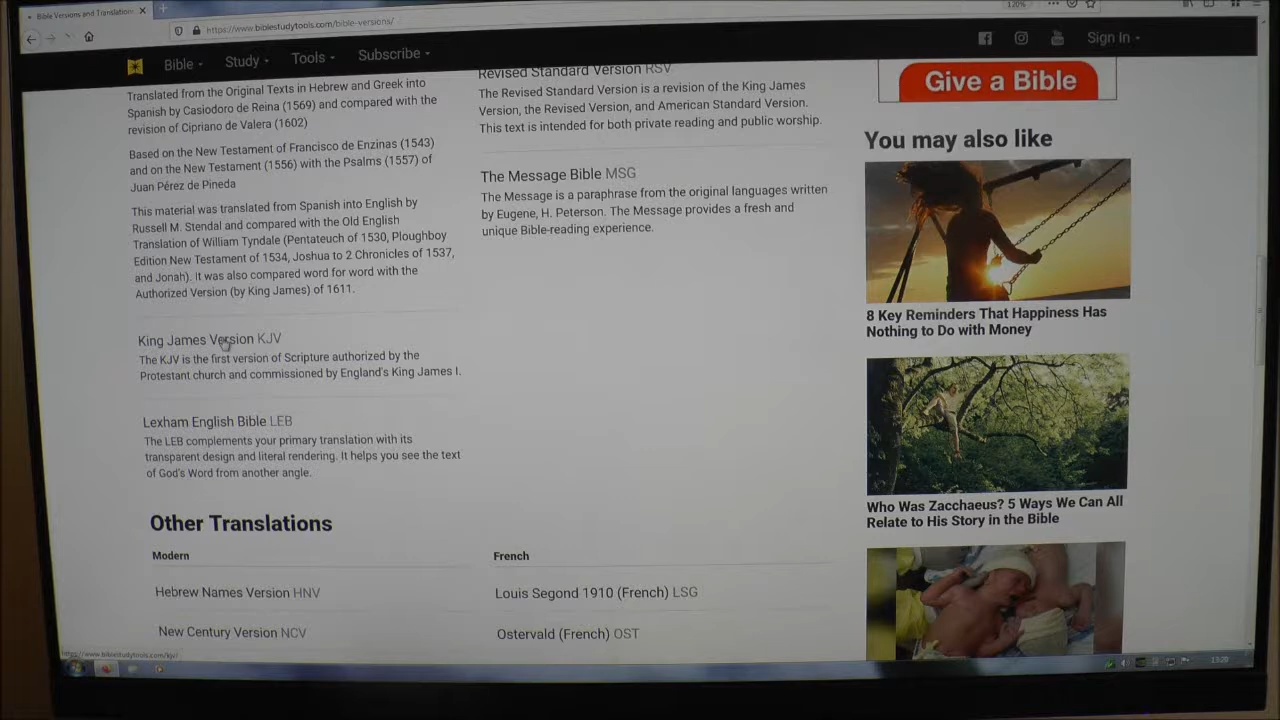 Bible Versions and Translation
https://www.biblestudytools.com/bible-versions/
120%
Bible
Study
Tools
Subscribe
Sign In
Translated from the Original Texts in Hebrew and Greek into
Spanish by Casiodoro de Reina (1569) and compared with the
revision of Cipriano de Valera (1602)
Based on the New Testament of Francisco de Enzinas (1543)
and on the New Testament (1556) with the Psalms (1557) of
Juan Pérez de Pineda
This material was translated from Spanish into English by
Russell M. Stendal and compared with the Old English
Translation of William Tyndale (Pentateuch of 1530, Ploughboy
Edition New Testament of 1534, Joshua to 2 Chronicles of 1537,
and Jonah). It was also compared word for word with the
Authorized Version (by King James) of 1611.
King James Version KJV
The KJV is the first version of Scripture authorized by the
Protestant church and commissioned by England's King James I.
Lexham English Bible LEB
The LEB complements your primary translation with its
transparent design and literal rendering. It helps you see the text
of God's Word from another angle.
Revised Standard Version RSV
The Revised Standard Version is a revision of the King James
Version, the Revised Version, and American Standard Version.
This text is intended for both private reading and public worship.
The Message Bible MSG
The Message is a paraphrase from the original languages written
by Eugene, H. Peterson. The Message provides a fresh and
unique Bible-reading experience.
Other Translations
Modern
Hebrew Names Version HNV
New Century Version NCV
French
Louis Segond 1910 (French) LSG
Ostervald (French) OST
Give a Bible
You may also like
8 Key Reminders That Happiness Has
Nothing to Do with Money
Who Was Zacchaeus? 5 Ways We Can All
Relate to His Story in the Bible
https://www.biblestudytools.com/kjv/
13:20